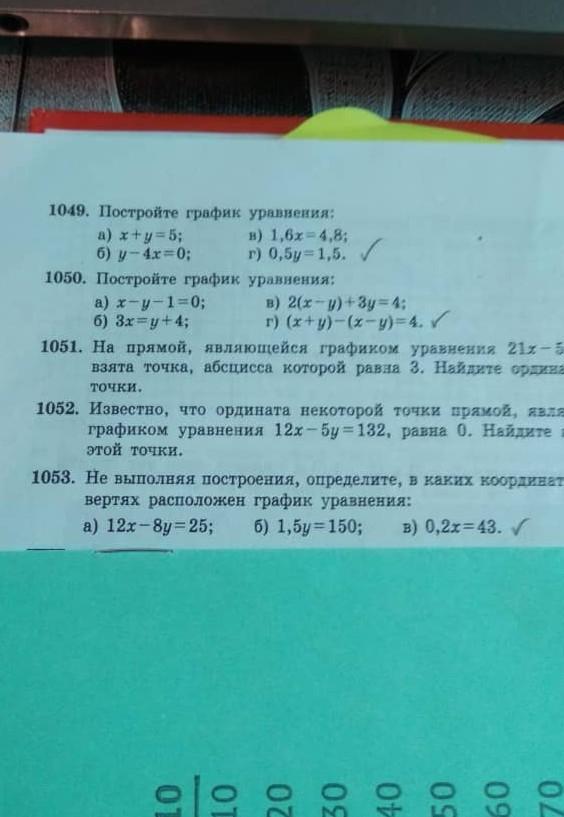 1049. Постройте график уравнения:
а) x+y=5; в) 1,6x=4,8;
б) y−4x=0; г) 0,5y=1,5.
1050. Постройте график уравнения:
а) x−y−1=0; в) 2(x−y)+3y=4;
б) 3x=y+4; г) (x+y)−(x−y)=4.
1051. На прямой, являющейся графиком уравнения 21x−5
взята точка, абсцисса которой равна 3. Найдите ордина
точки.
1052. Известно, что ордината некоторой точки прямой, явля
графиком уравнения 12x−5y=132, равна 0. Найдите
этой точки.
1053. Не выполняя построения, определите, в каких координат
вертях расположен график уравнения:
а) 12x−8y=25; б) 1,5y=150; в) 0,2x=43.
10 10 20 30 40 50 60 70